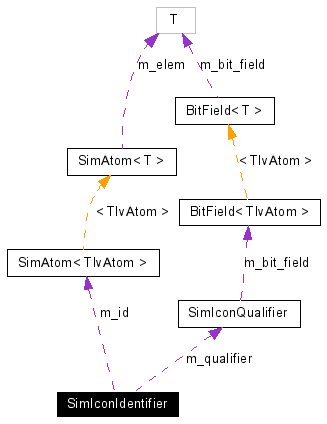 T
m_elem
m_bit_field
BitField< T >
SimAtom< T >
< TlvAtom >
< TlvAtom >
BitField< TlvAtom >
SimAtom< TlvAtom >
m_bit_field
m_id
SimIconQualifier
m_qualifier
SimIconIdentifier